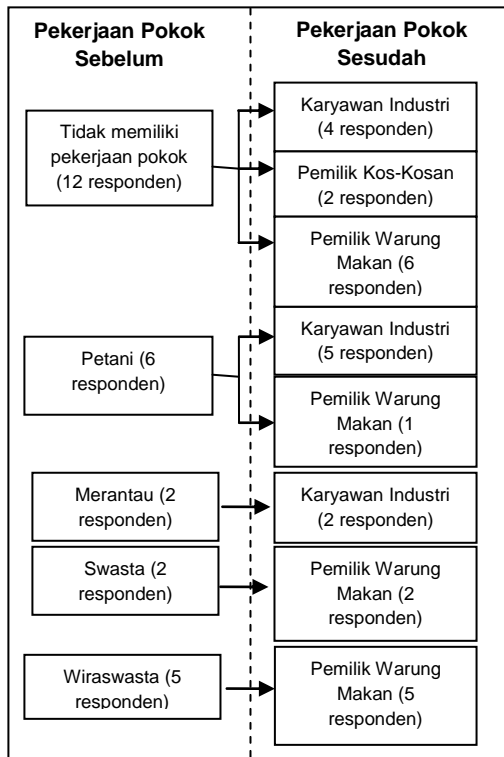 Pekerjaan Pokok
Sebelum
Pekerjaan Pokok
Sesudah
Tidak memiliki
pekerjaan pokok
(12 responden)
Karyawan Industri
(4 responden)
Pemilik Kos-Kosan
(2 responden)
Pemilik Warung
Makan (6
responden)
Petani (6
responden)
Karyawan Industri
(5 responden)
Pemilik Warung
Makan (1
responden)
Merantau (2
responden)
Karyawan Industri
(2 responden)
Swasta (2
responden)
Pemilik Warung
Makan (2
responden)
Wiraswasta (5
responden)
Pemilik Warung
Makan (5
responden)